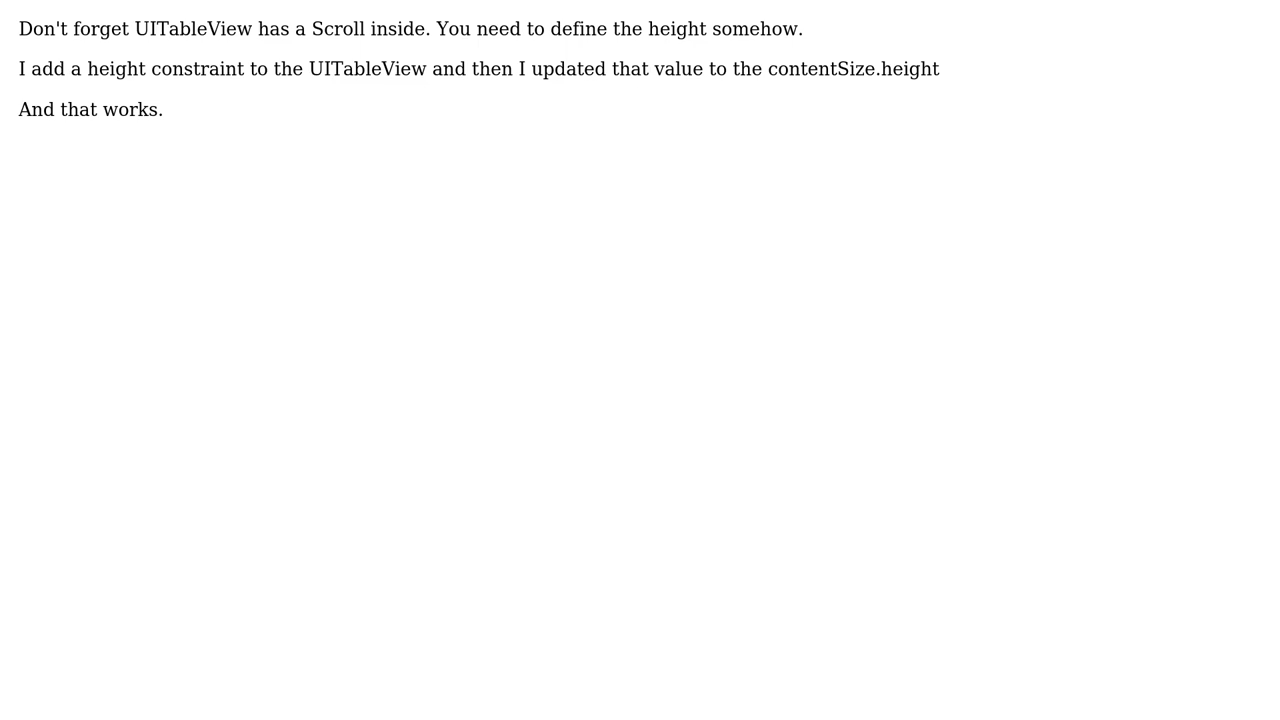 Don't forget UITableView has a Scroll inside. You need to define the height somehow.
I add a height constraint to the UITableView and then I updated that value to the contentSize.height
And that works.